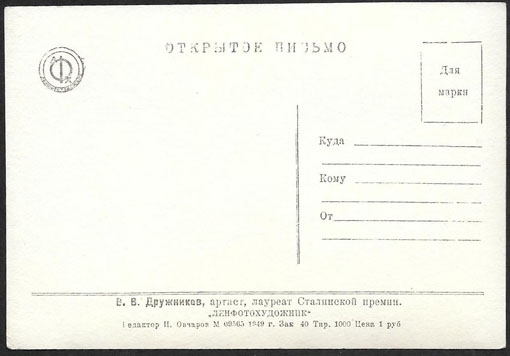 ОТКРЫТОЕ ПИСЬМО
Для
марки
Куда
Кому
От
В. В. Дружников, артист, лауреат Сталинской премии.
„ЛЕНФОТОХУДОЖНИК“
Редактор П. Овчаров М 09565 1949 г. Зак 40 Тир. 1000 Цена 1 руб